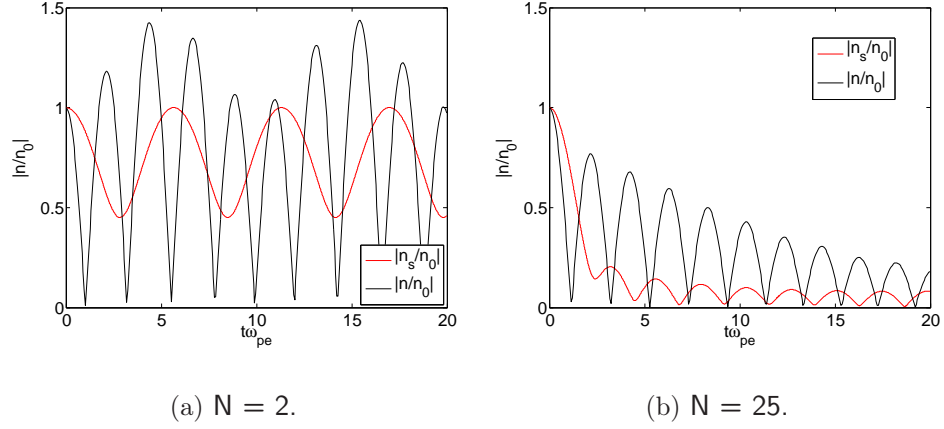 1.5
1
0.5
0
|n/n₀|
|nₛ/n₀|
|n/n₀|
0 5 10 15 20
tωₚₑ
(a) N = 2.
1.5
1
0.5
0
|n/n₀|
|nₛ/n₀|
|n/n₀|
0 5 10 15 20
tωₚₑ
(b) N = 25.